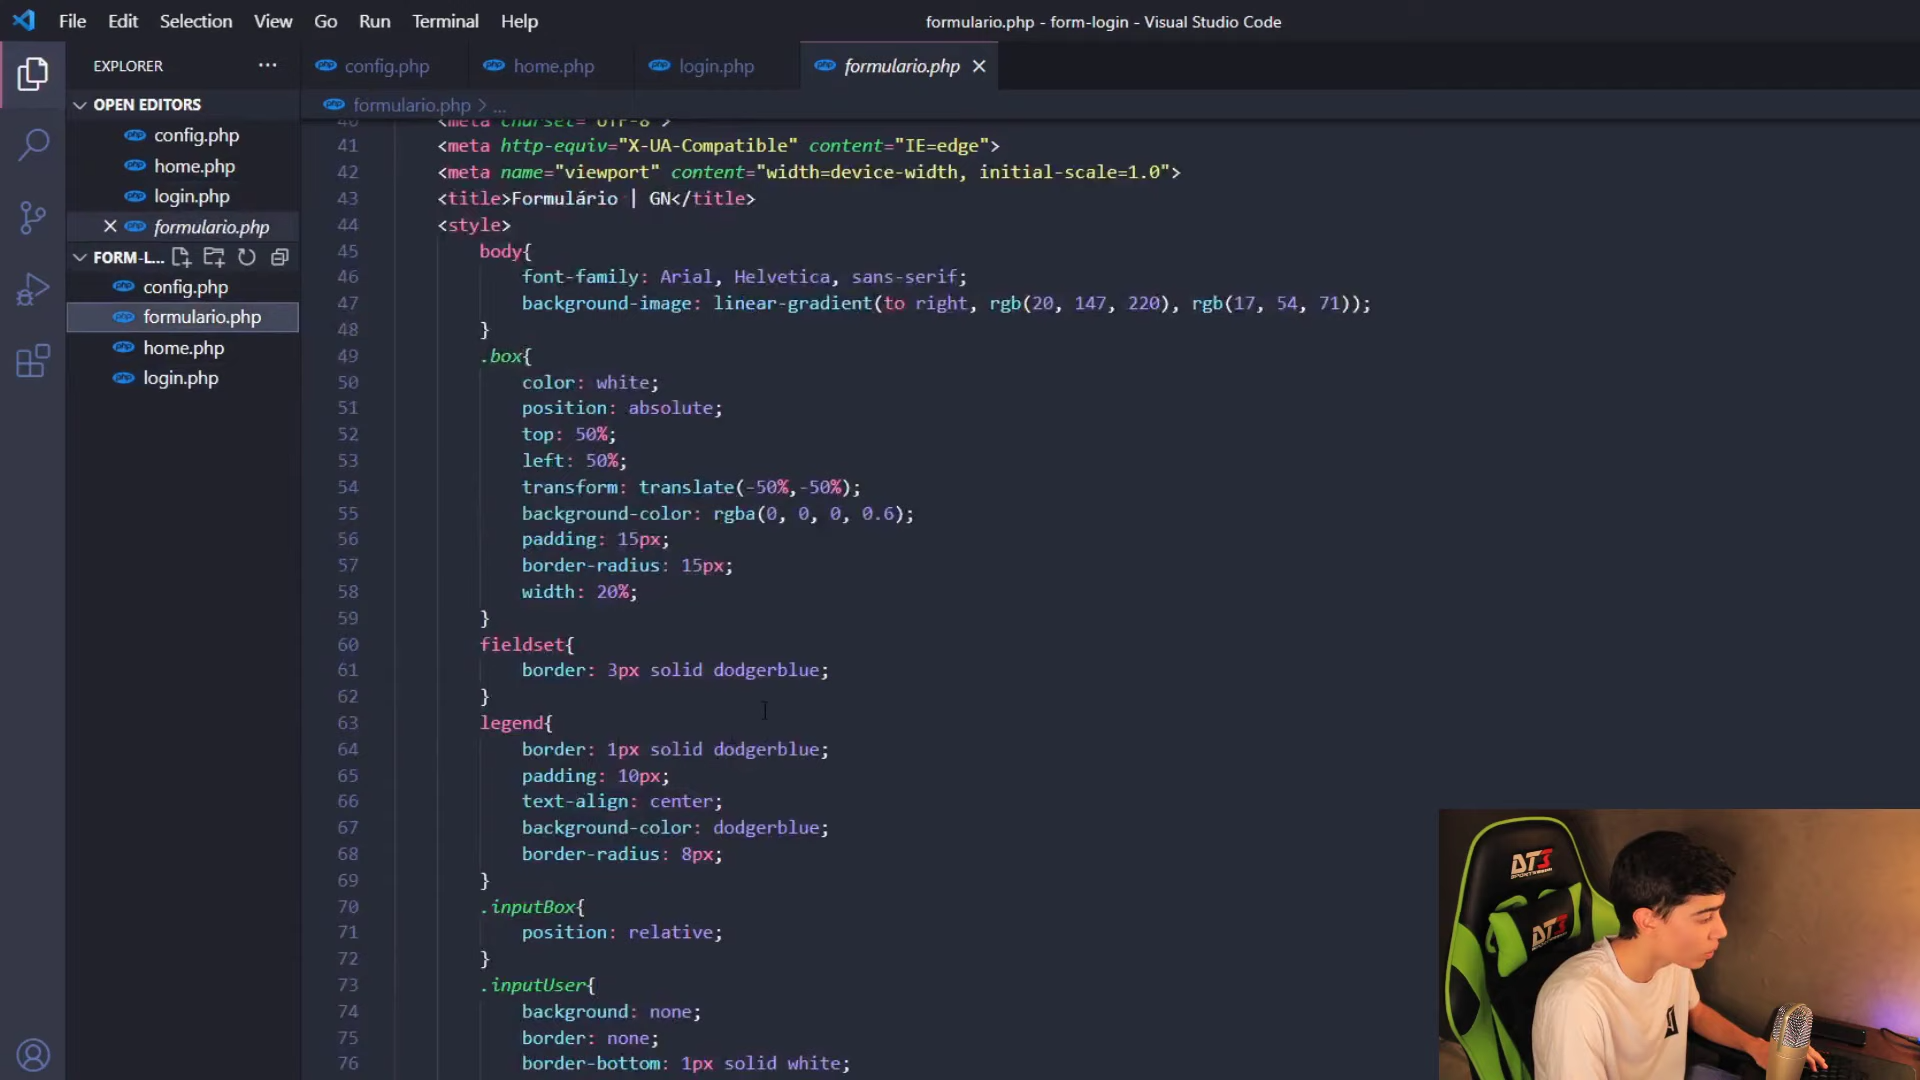 File Edit Selection View Go Run Terminal Help
formulario.php - form-login - Visual Studio Code
EXPLORER ...
config.php
home.php
login.php
formulario.php
OPEN EDITORS
config.php
home.php
login.php
formulario.php
FORM-L...
config.php
formulario.php
home.php
login.php
formulario.php > ...
40 <meta charset="UTF-8">
41 <meta http-equiv="X-UA-Compatible" content="IE=edge">
42 <meta name="viewport" content="width=device-width, initial-scale=1.0">
43 <title>Formulário | GN</title>
44 <style>
45 body{
46 font-family: Arial, Helvetica, sans-serif;
47 background-image: linear-gradient(to right, rgb(20, 147, 220), rgb(17, 54, 71));
48 }
49 .box{
50 color: white;
51 position: absolute;
52 top: 50%;
53 left: 50%;
54 transform: translate(-50%,-50%);
55 background-color: rgba(0, 0, 0, 0.6);
56 padding: 15px;
57 border-radius: 15px;
58 width: 20%;
59 }
60 fieldset{
61 border: 3px solid dodgerblue;
62 }
63 legend{
64 border: 1px solid dodgerblue;
65 padding: 10px;
66 text-align: center;
67 background-color: dodgerblue;
68 border-radius: 8px;
69 }
70 .inputBox{
71 position: relative;
72 }
73 .inputUser{
74 background: none;
75 border: none;
76 border-bottom: 1px solid white;
DT3
SPORTS
DT3